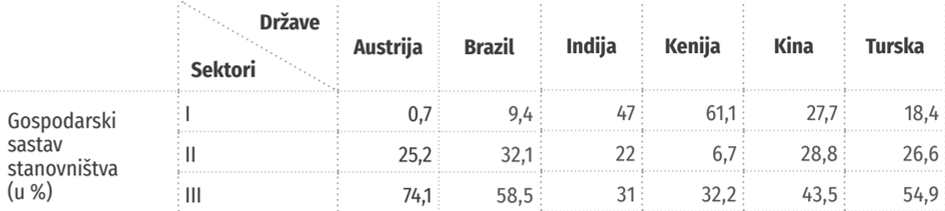 Države
Sektori
Austrija Brazil Indija Kenija Kina Turska
Gospodarski
sastav
stanovništva
(u %)
I 0,7 9,4 47 61,1 27,7 18,4
II 25,2 32,1 22 6,7 28,8 26,6
III 74,1 58,5 31 32,2 43,5 54,9